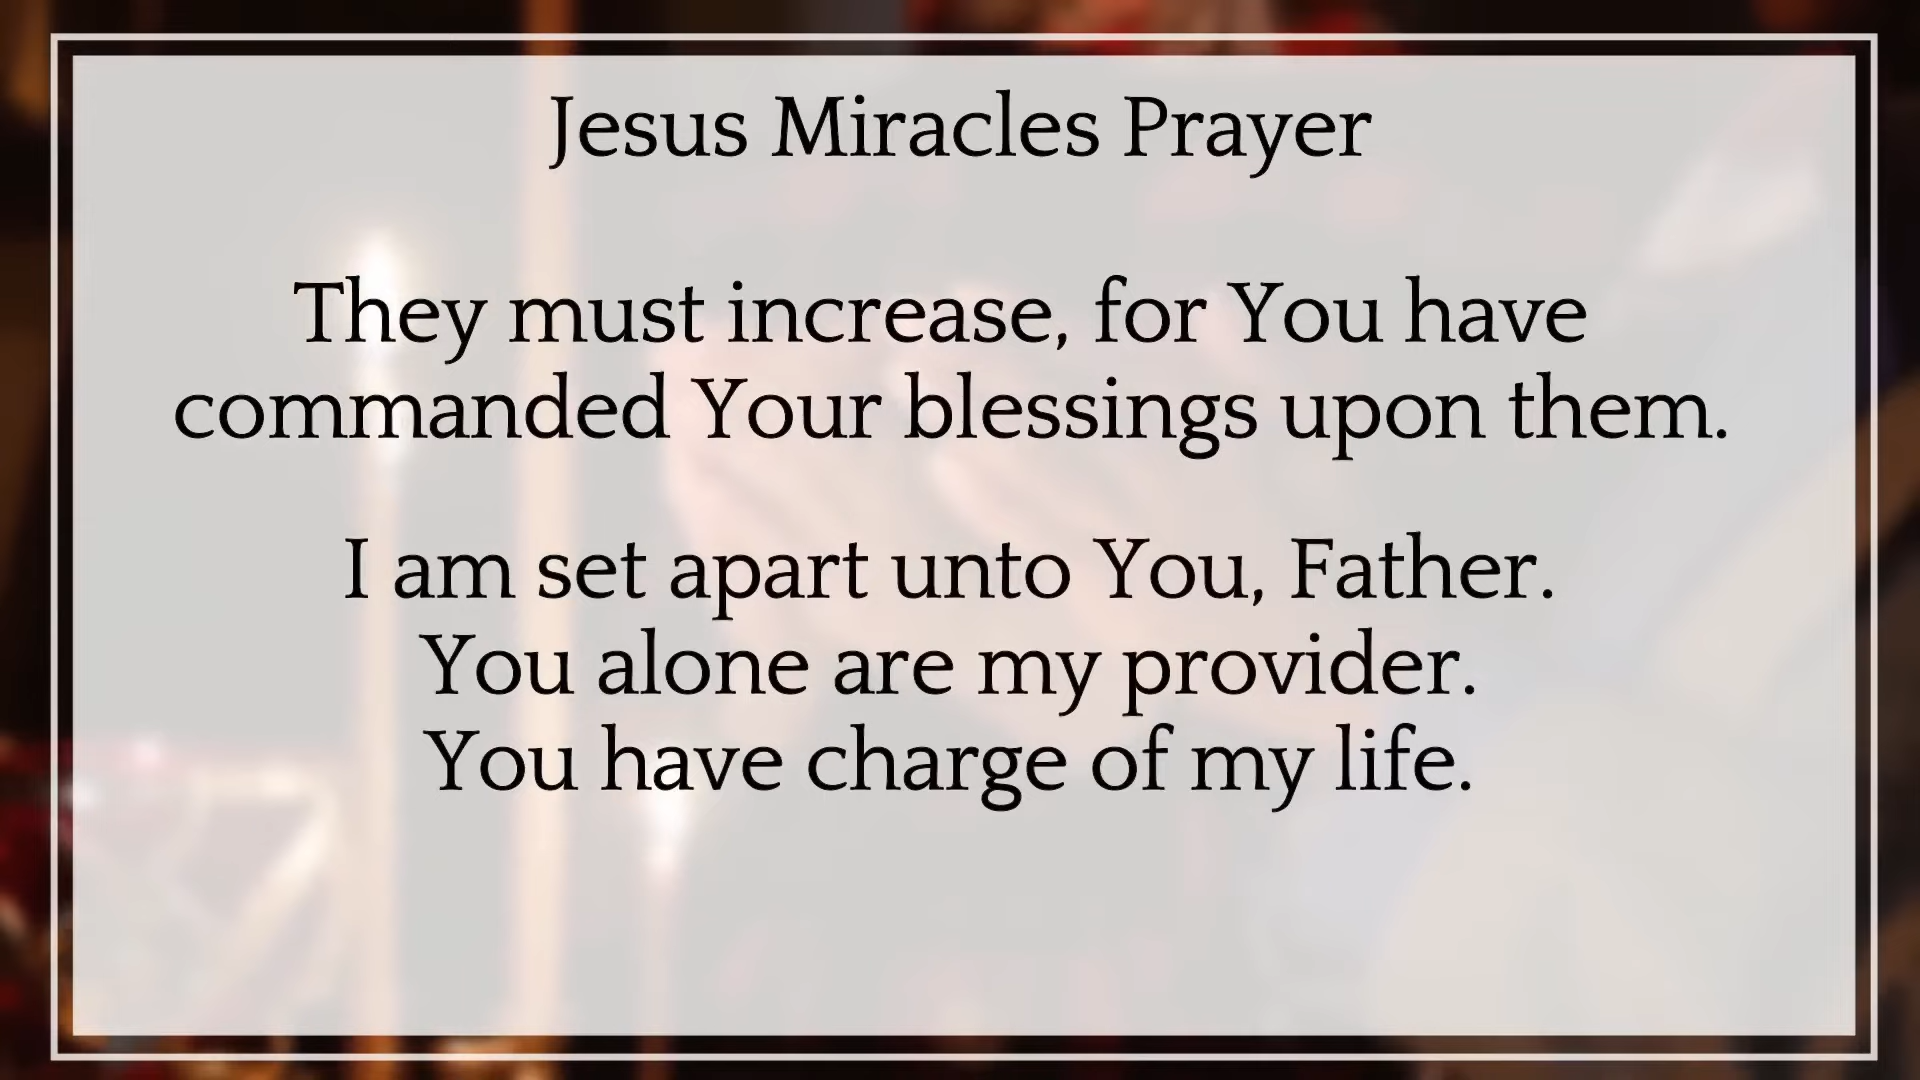 Jesus Miracles Prayer
They must increase, for You have
commanded Your blessings upon them.
I am set apart unto You, Father.
You alone are my provider.
You have charge of my life.